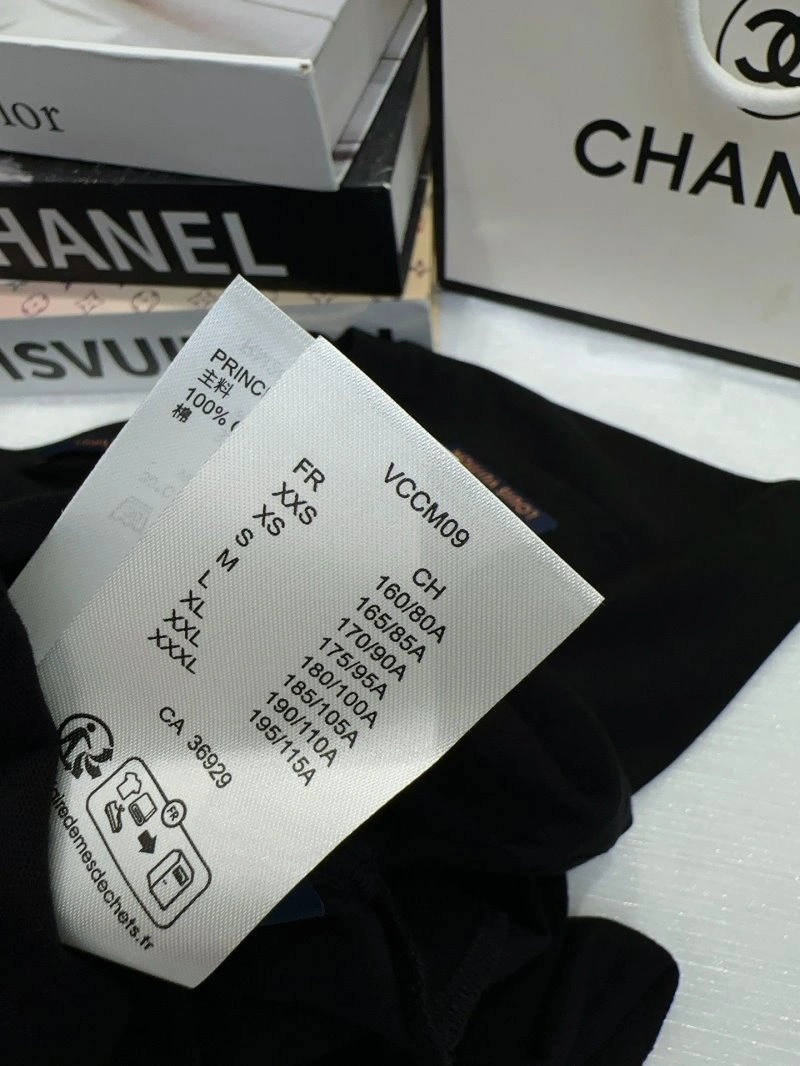 ior
CHAN
HANEL
ISVUI
PRINC
主料
100%
棉
VCCM09
FR CH
XXS 160/80A
XS 165/85A
S 170/90A
M 175/95A
L 180/100A
XL 185/105A
XXL 190/110A
XXXL 195/115A
CA 36929
FR
iredemesdechets.fr